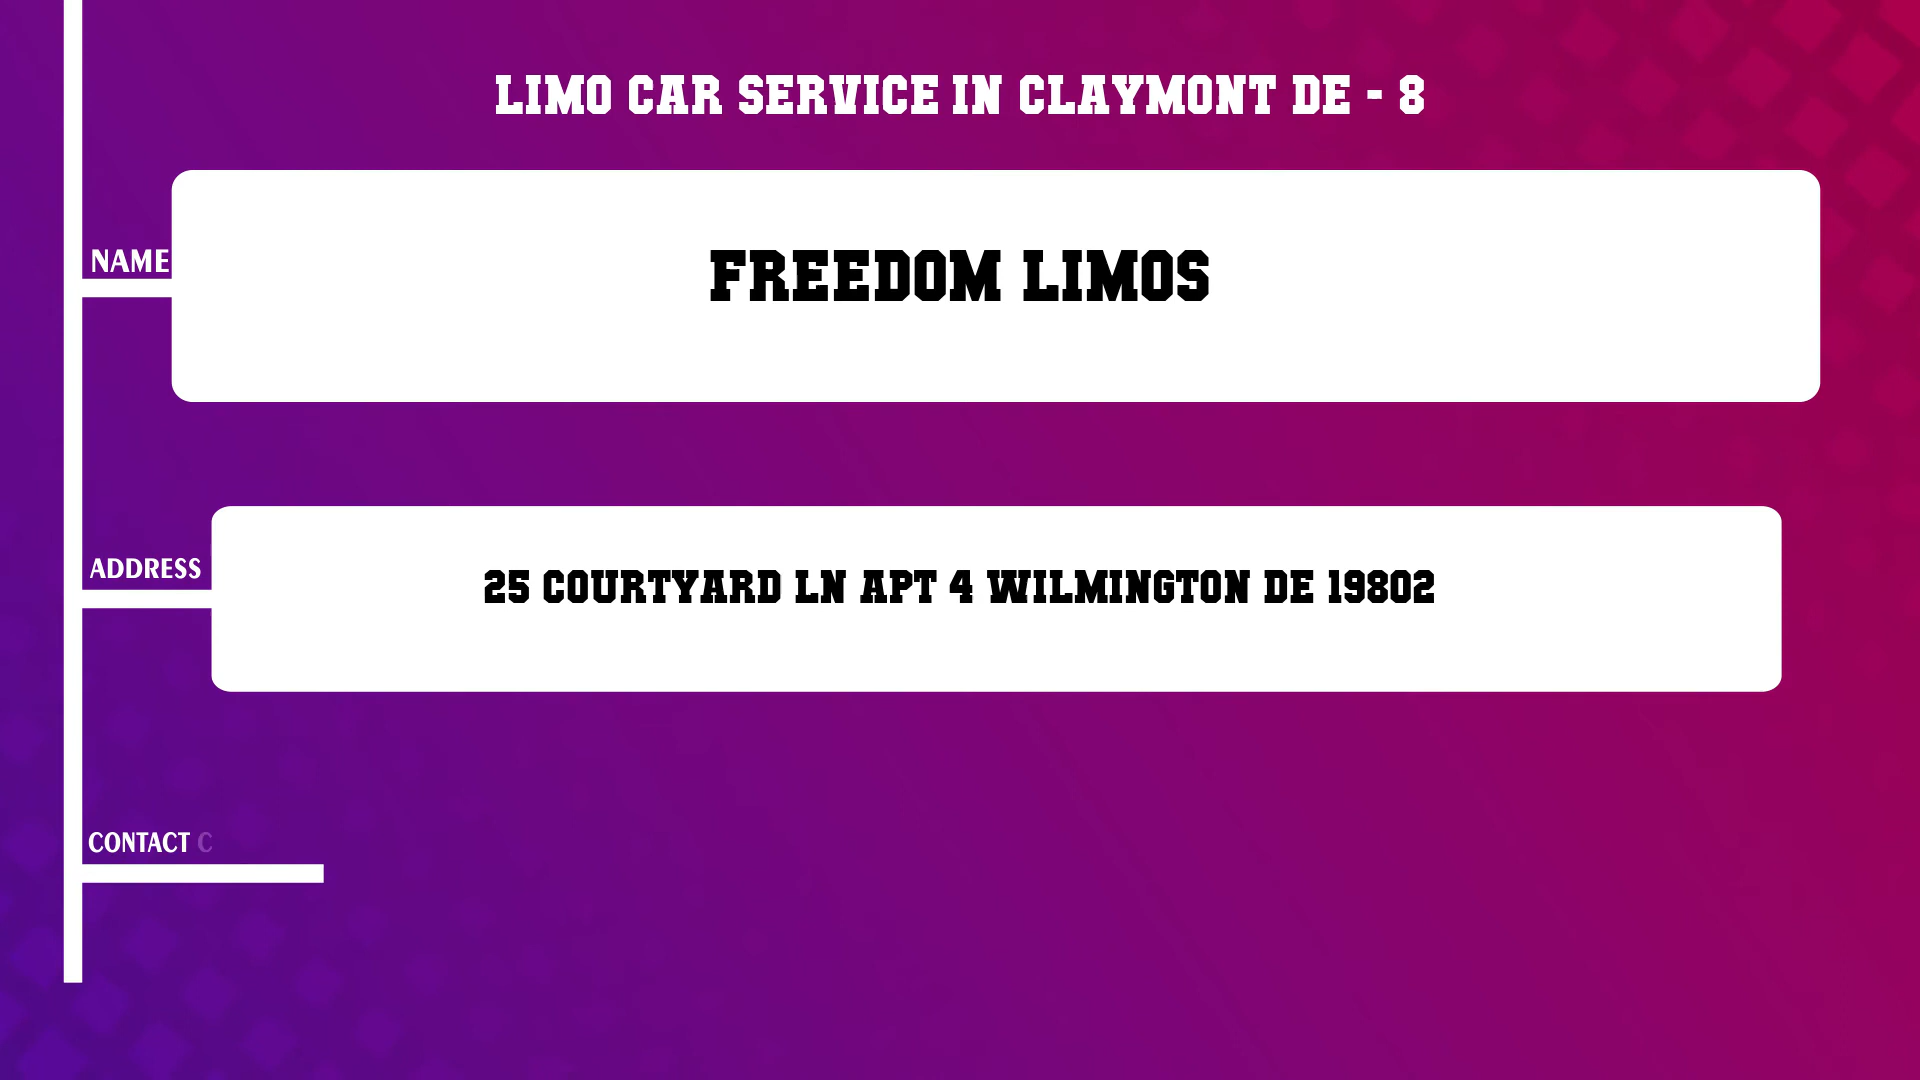 LIMO CAR SERVICE IN CLAYMONT DE - 8
NAME
FREEDOM LIMOS
ADDRESS
25 COURTYARD LN APT 4 WILMINGTON DE 19802
CONTACT C